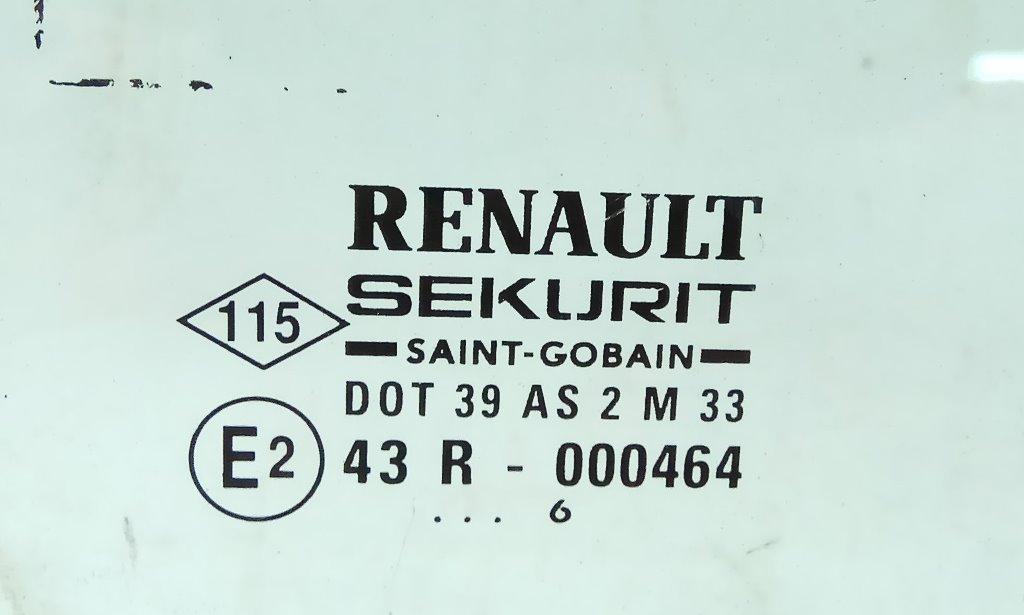 RENAULT
SEKURIT
115
SAINT-GOBAIN
DOT 39 AS 2 M 33
E2 43 R - 000464
... 6